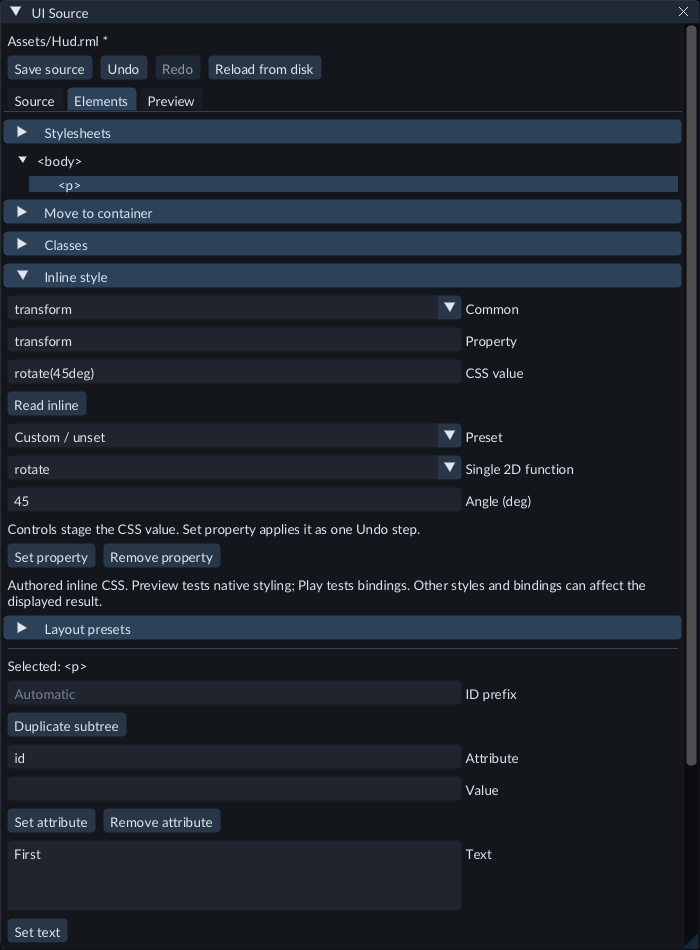 UI Source
Assets/Hud.rml *
Save source Undo Redo Reload from disk
Source Elements Preview
Stylesheets
<body>
<p>
Move to container
Classes
Inline style
transform Common
transform Property
rotate(45deg) CSS value
Read inline
Custom / unset Preset
rotate Single 2D function
45 Angle (deg)
Controls stage the CSS value. Set property applies it as one Undo step.
Set property Remove property
Authored inline CSS. Preview tests native styling; Play tests bindings. Other styles and bindings can affect the
displayed result.
Layout presets
Selected: <p>
Automatic ID prefix
Duplicate subtree
id Attribute
Value
Set attribute Remove attribute
First Text
Set text